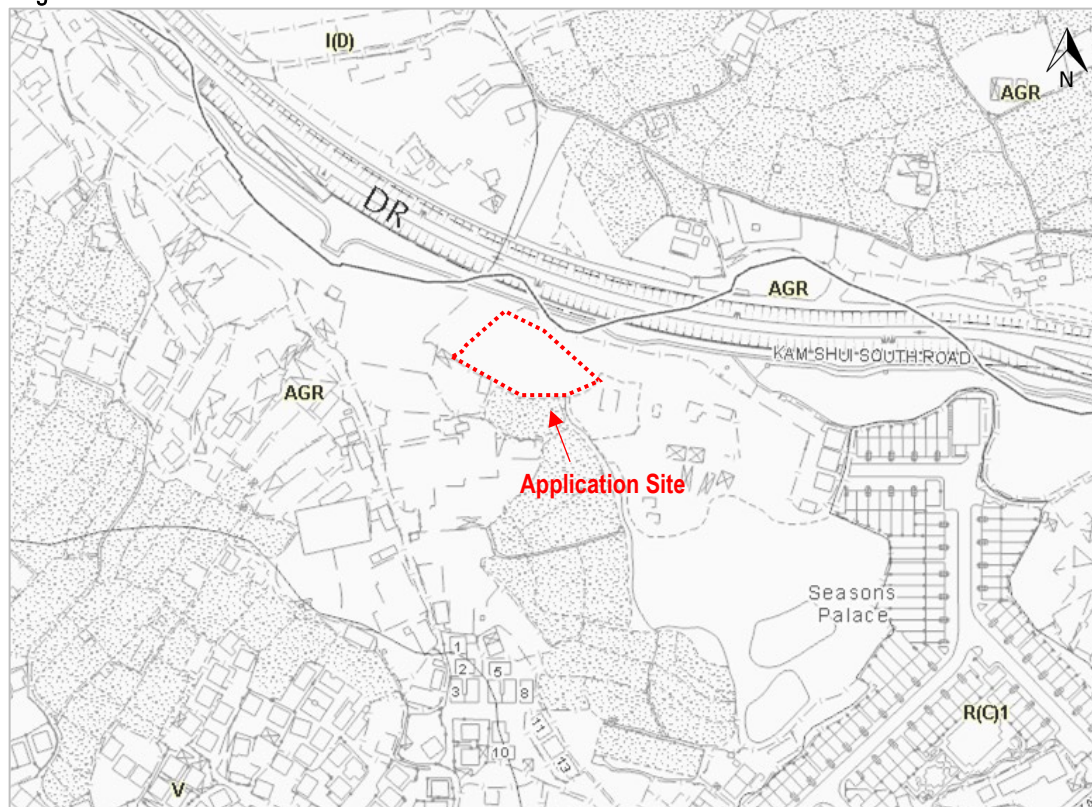 I(D)
N
AGR
DR
AGR
KAM SHUI SOUTH ROAD
AGR
Application Site
Seasons
Palace
1
2
5
3
8
R(C)1
11
10
13
V